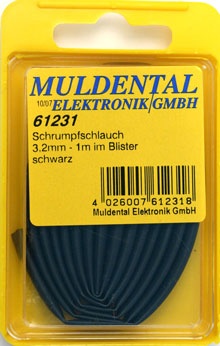 MULDENTAL
10/07 ELEKTRONIK/GMBH
61231
Schrumpfschlauch
3.2mm - 1m im Blister
schwarz
4 026007 612318
Muldental Elektronik GmbH